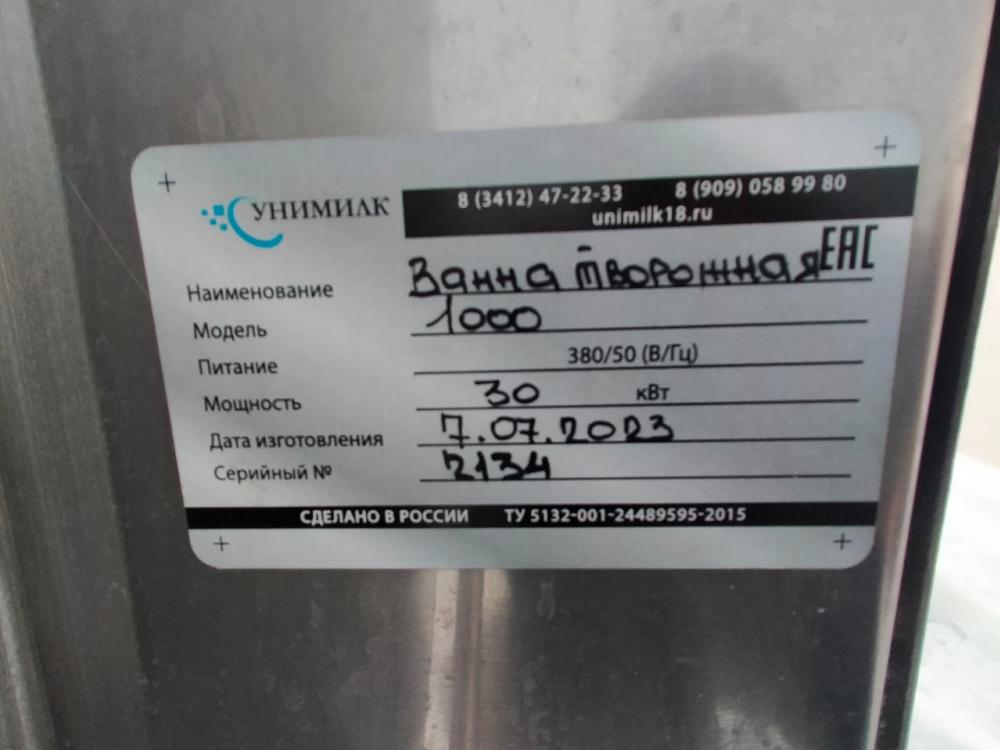 УНИМИЛК
8 (3412) 47-22-33 8 (909) 058 99 80
unimilk18.ru
EAC
Наименование Ванна творожная
Модель 1000
Питание 380/50 (В/Гц)
Мощность 30 кВт
Дата изготовления 7.07.2023
Серийный № 2134
СДЕЛАНО В РОССИИ ТУ 5132-001-24489595-2015